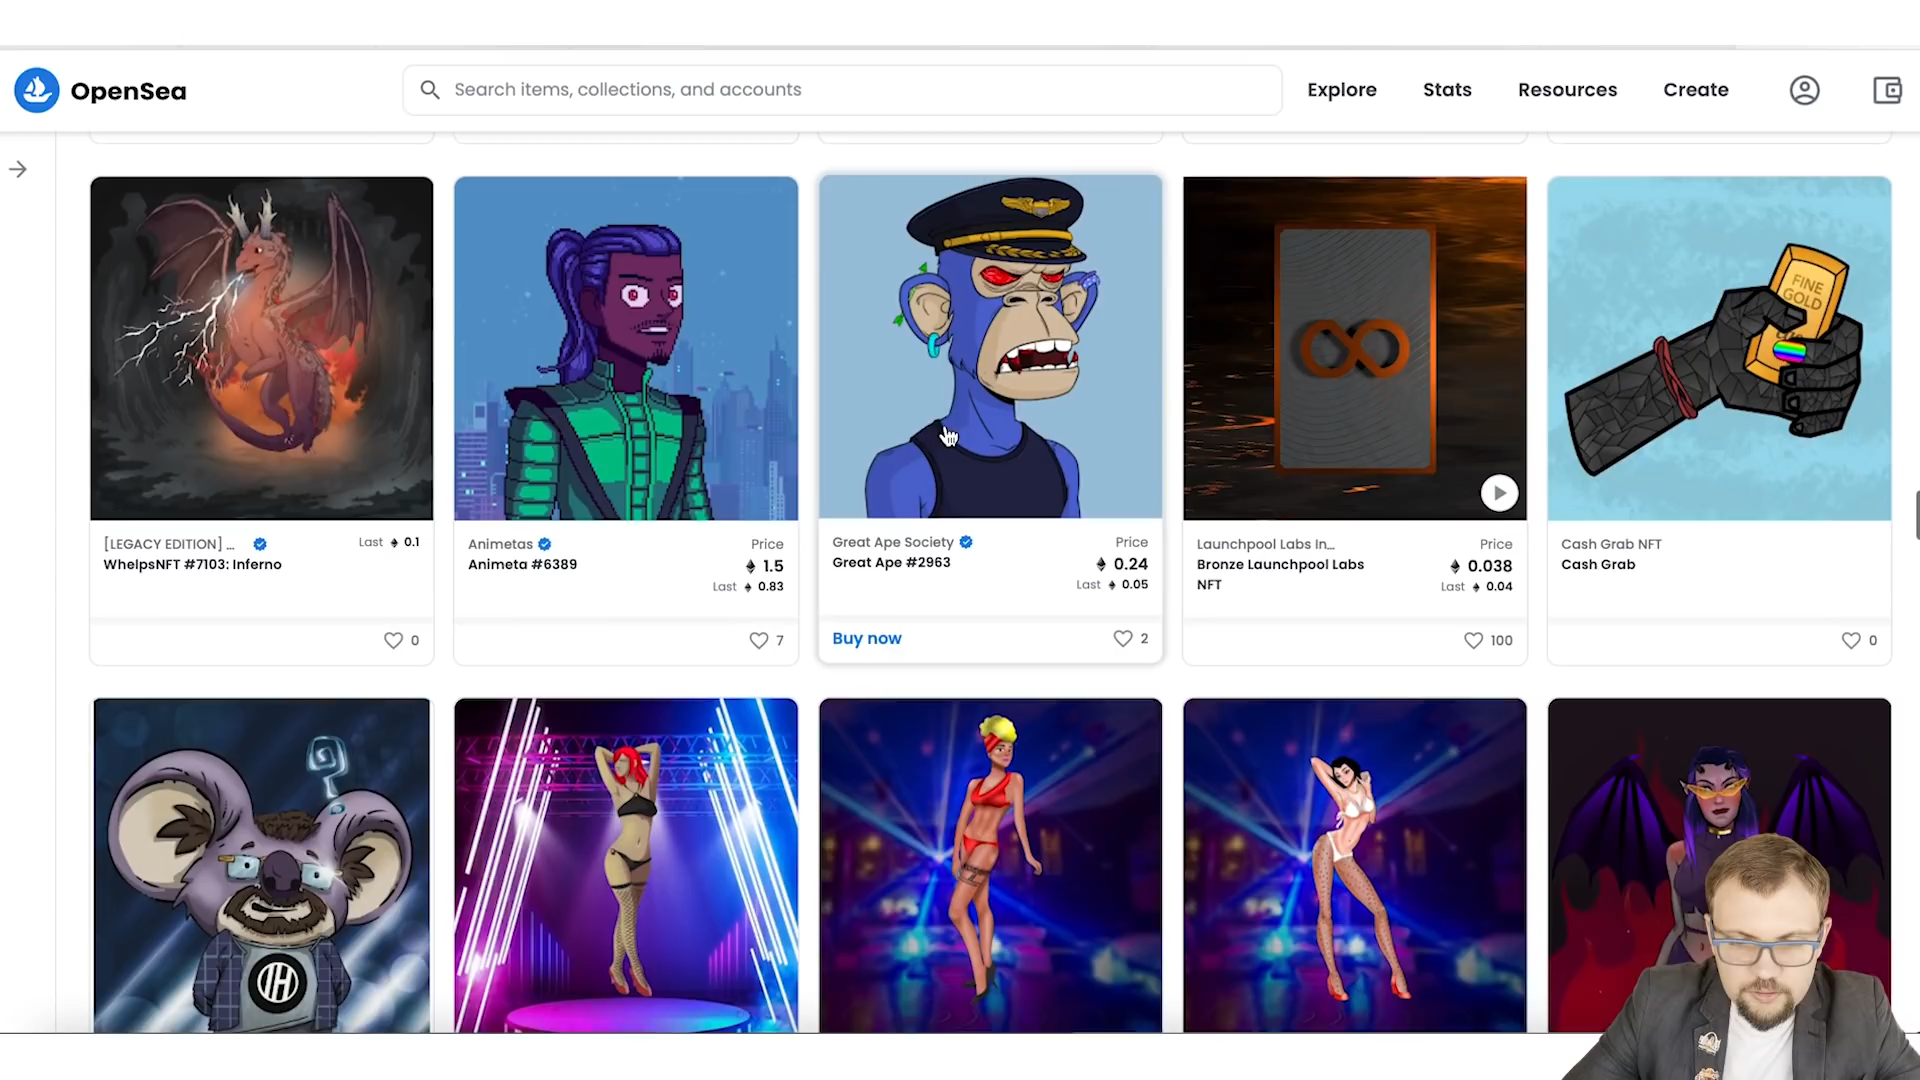 OpenSea
Search items, collections, and accounts
Explore
Stats
Resources
Create
FINE
GOLD
[LEGACY EDITION] ...
Last 0.1
WhelpsNFT #7103: Inferno
0
Animetas
Price
Animeta #6389
1.5
Last 0.83
7
Great Ape Society
Price
Great Ape #2963
0.24
Last 0.05
Buy now
2
Launchpool Labs In...
Price
Bronze Launchpool Labs
0.038
NFT
Last 0.04
100
Cash Grab NFT
Cash Grab
0